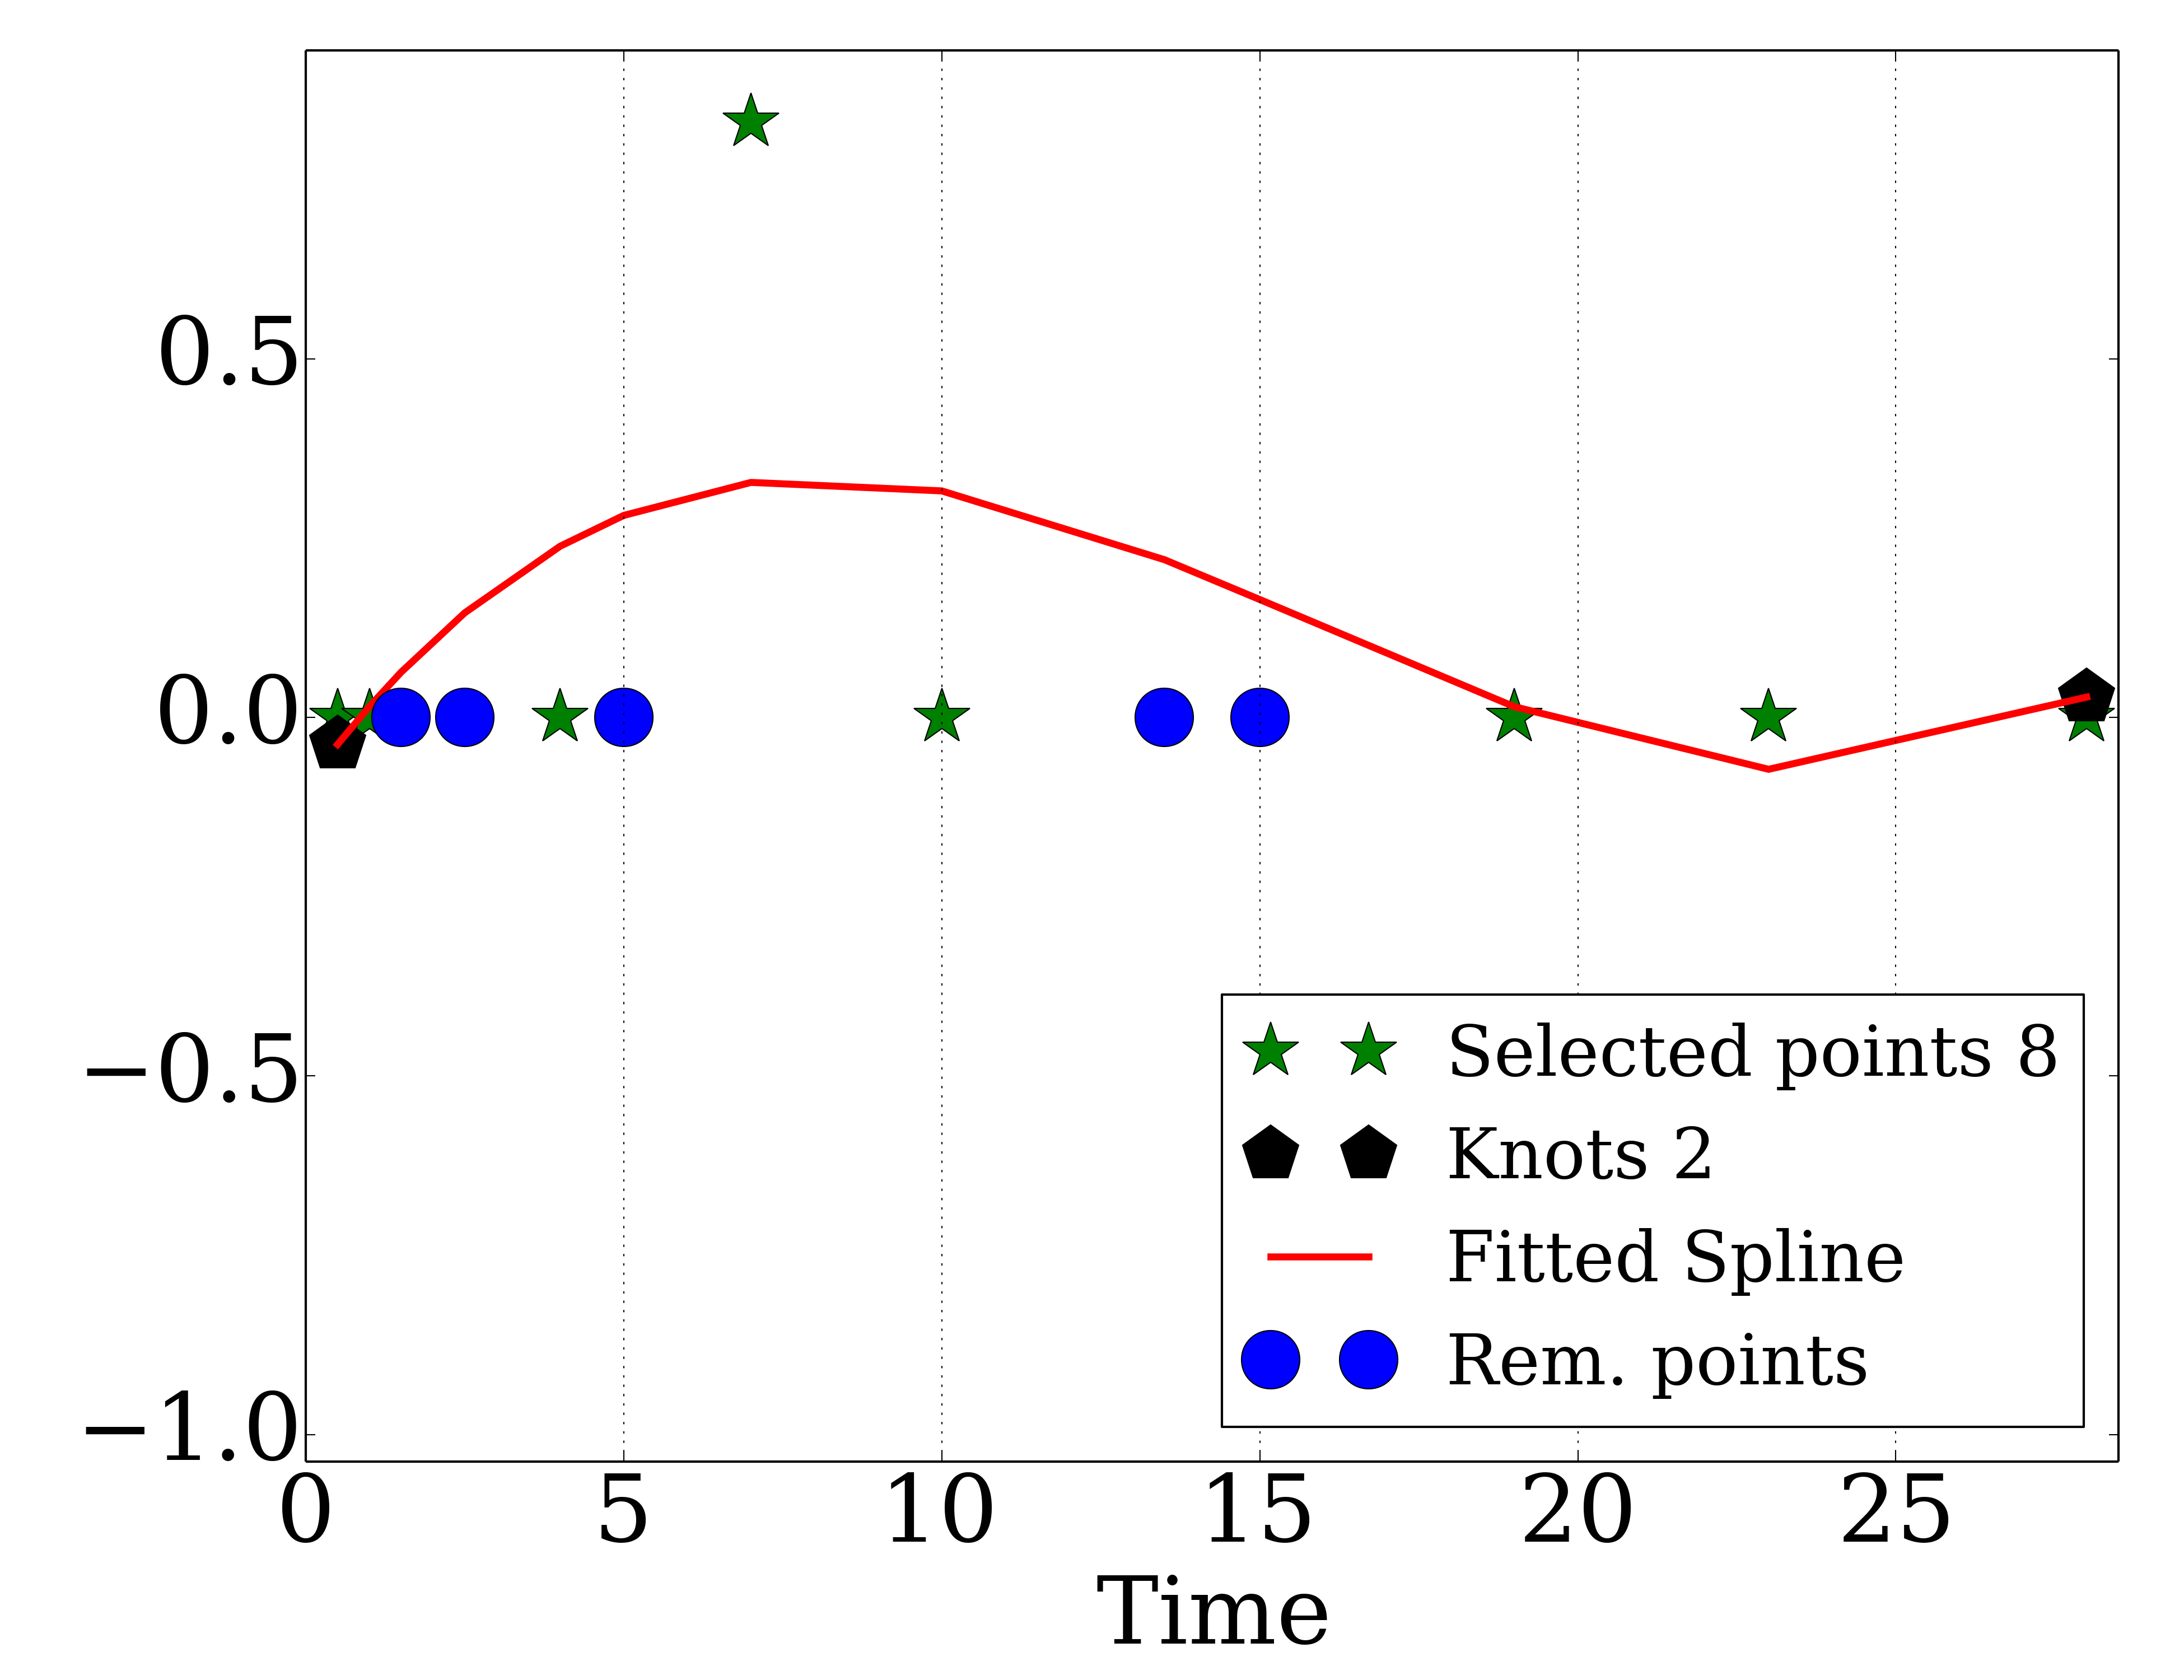 0.5
0.0
−0.5
−1.0
0 5 10 15 20 25
Time
Selected points 8
Knots 2
Fitted Spline
Rem. points